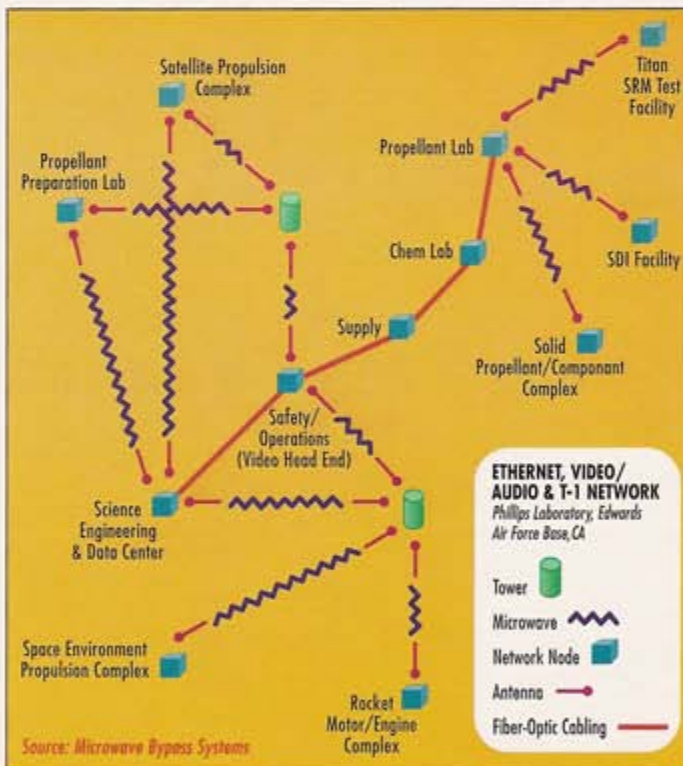 Satellite Propulsion
Complex
Titan
SRM Test
Facility
Propellant
Preparation Lab
Propellant Lab
Chem Lab
SDI Facility
Supply
Solid
Propellant/Componant
Complex
Safety/
Operations
(Video Head End)
Science
Engineering
& Data Center
Space Environment
Propulsion Complex
Rocket
Motor/Engine
Complex
ETHERNET, VIDEO/
AUDIO & T-1 NETWORK
Phillips Laboratory, Edwards
Air Force Base, CA
Tower
Microwave
Network Node
Antenna
Fiber-Optic Cabling
Source: Microwave Bypass Systems